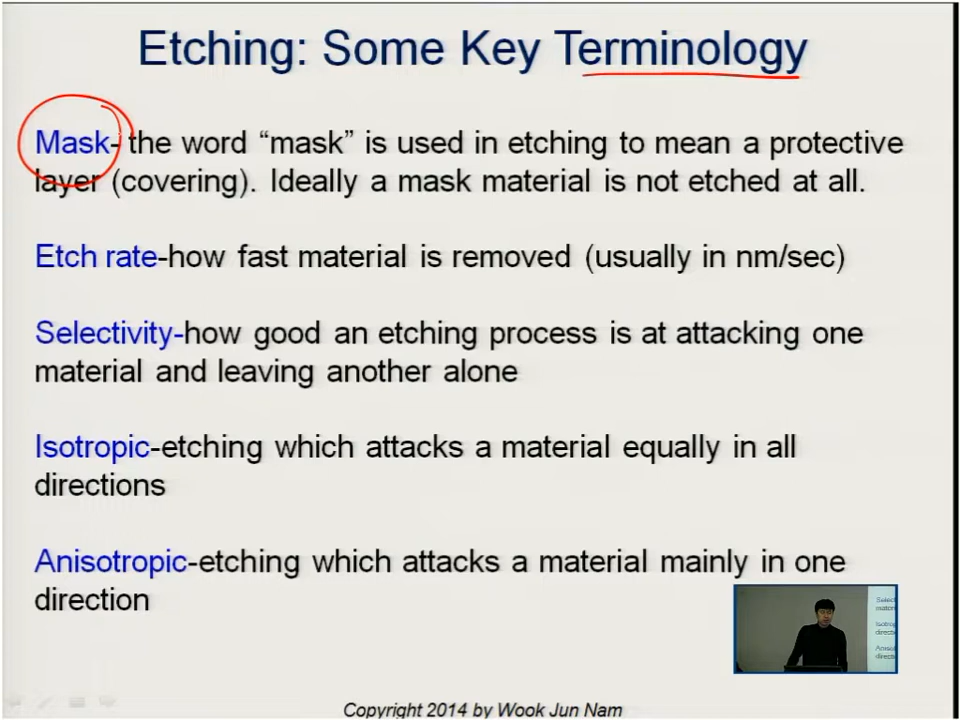 Etching: Some Key Terminology
Mask- the word “mask” is used in etching to mean a protective
layer (covering). Ideally a mask material is not etched at all.
Etch rate-how fast material is removed (usually in nm/sec)
Selectivity-how good an etching process is at attacking one
material and leaving another alone
Isotropic-etching which attacks a material equally in all
directions
Anisotropic-etching which attacks a material mainly in one
direction
Copyright 2014 by Wook Jun Nam